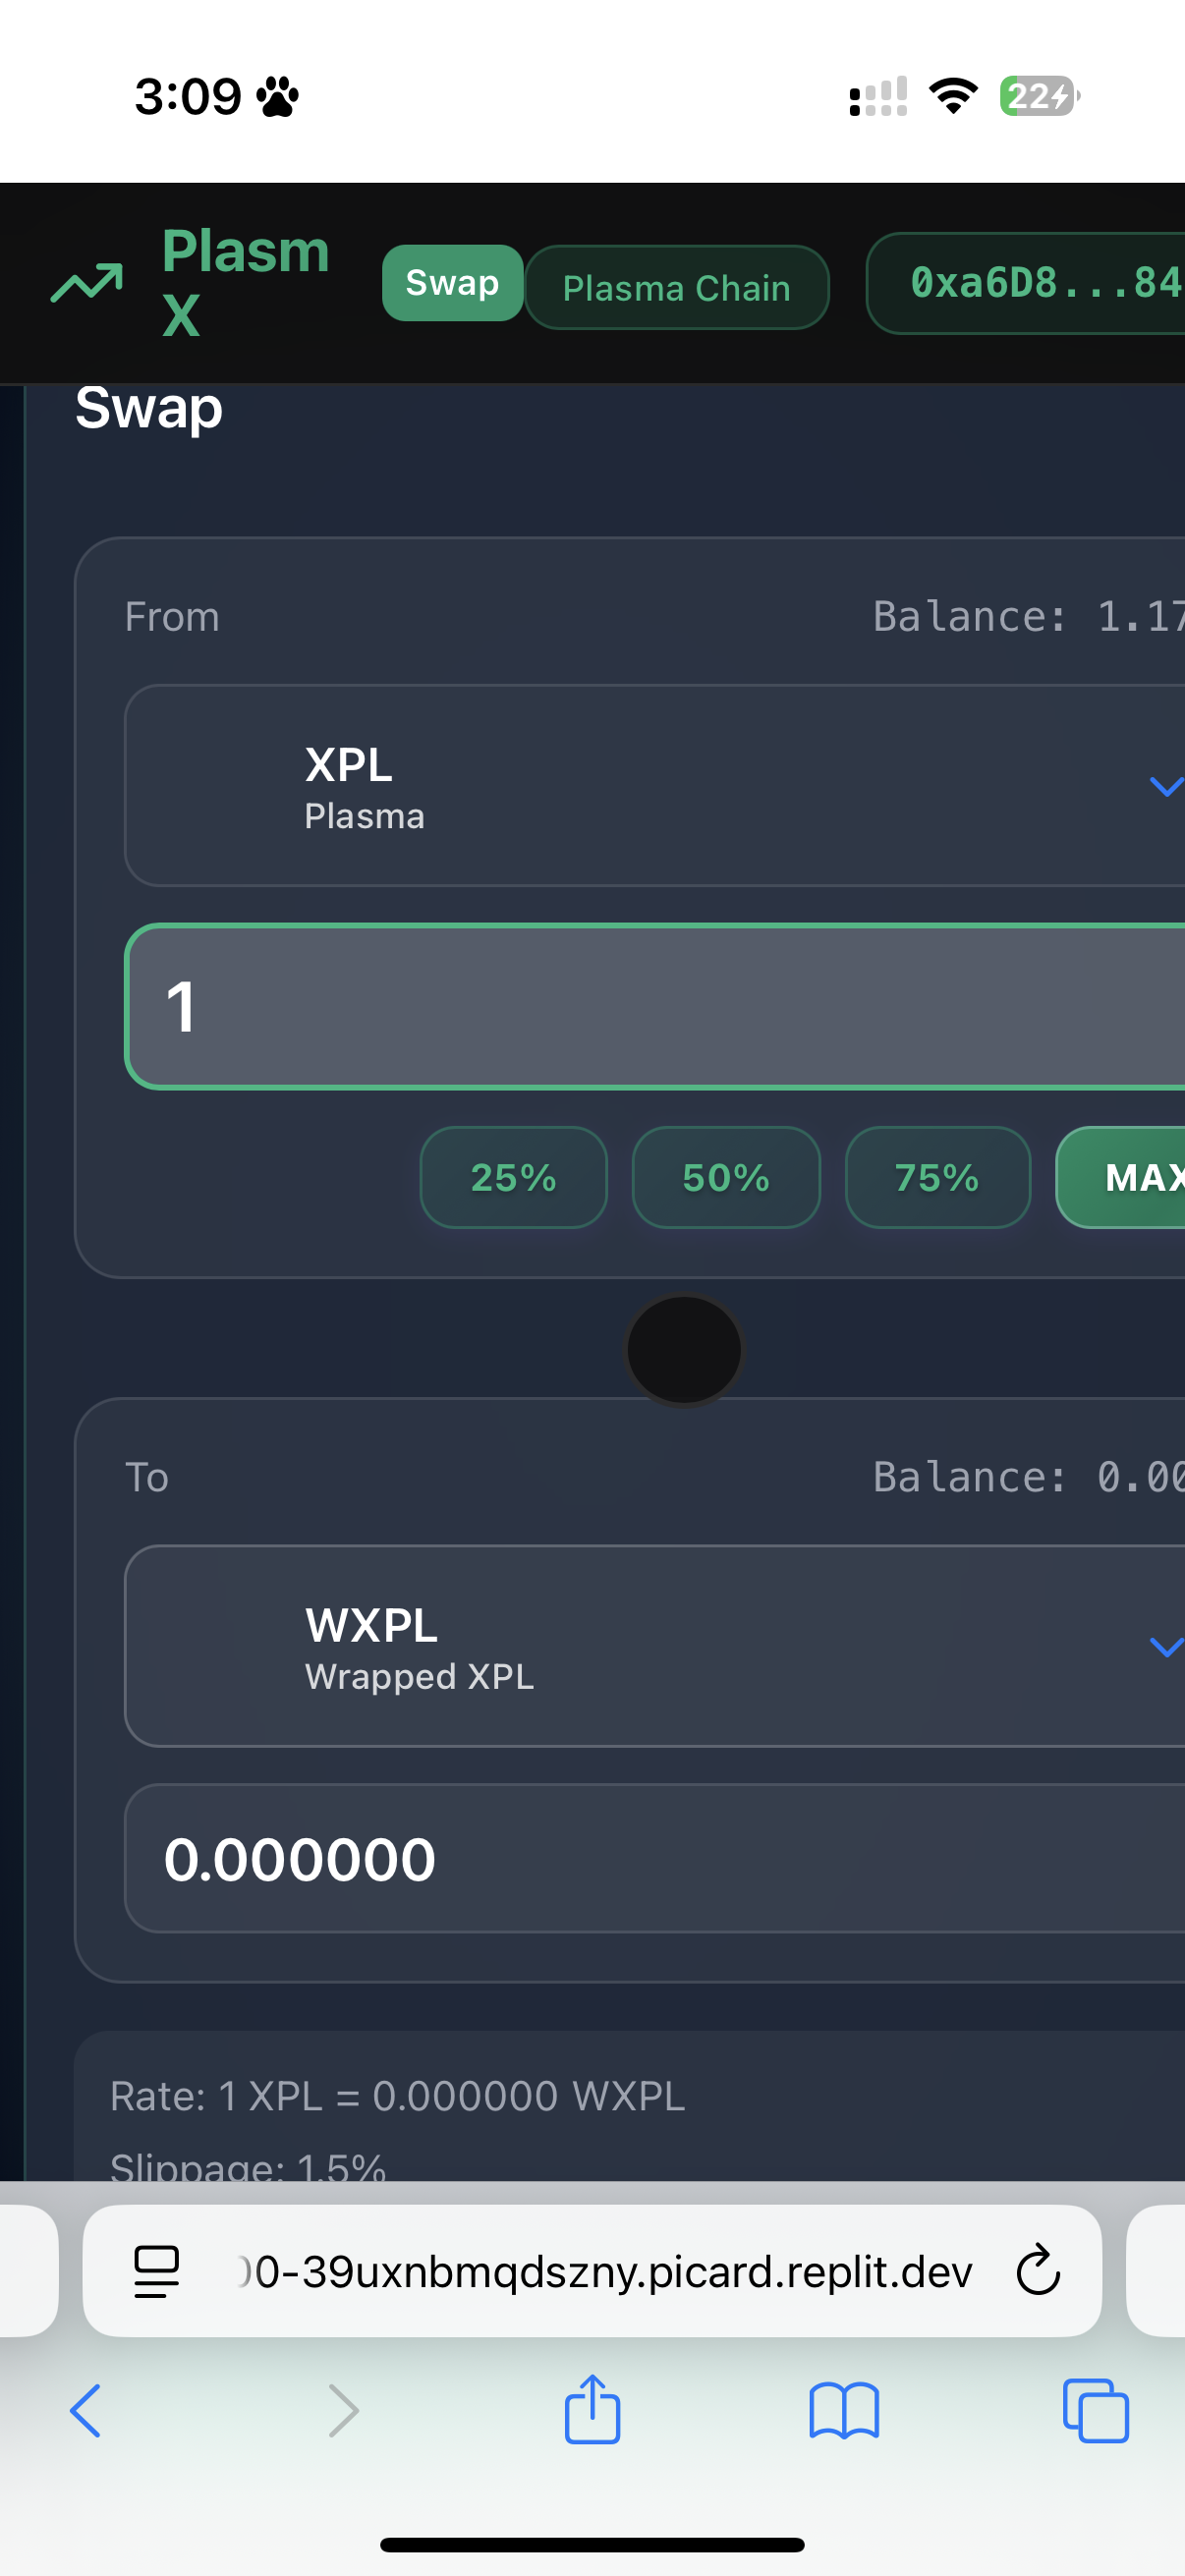 3:09
22
Plasm
X
Swap
Plasma Chain
0xa6D8...84
Swap
From
Balance: 1.17
XPL
Plasma
1
25%
50%
75%
MAX
To
Balance: 0.00
WXPL
Wrapped XPL
0.000000
Rate: 1 XPL = 0.000000 WXPL
Slippage: 1.5%
0-39uxnbmqdszny.picard.replit.dev